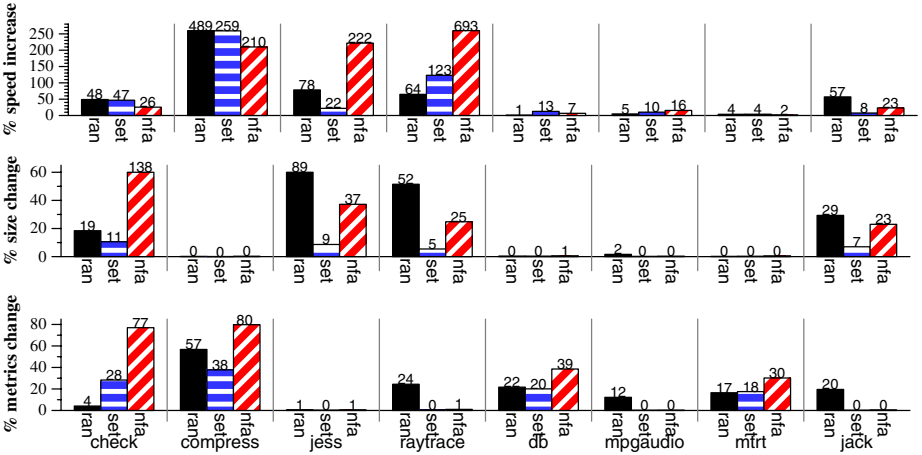 % speed increase
250
200
150
100
50
0
48 47 26 489 259 210 78 22 222 64 123 693 1 13 7 5 10 16 4 4 2 57 8 23
ran set nfa ran set nfa ran set nfa ran set nfa ran set nfa ran set nfa ran set nfa ran set nfa
% size change
60
40
20
0
19 11 138 0 0 0 89 9 37 52 5 25 0 0 1 2 0 0 0 0 0 29 7 23
ran set nfa ran set nfa ran set nfa ran set nfa ran set nfa ran set nfa ran set nfa ran set nfa
% metrics change
80
60
40
20
0
4 28 77 57 38 80 1 0 1 24 0 1 22 20 39 12 0 0 17 18 30 20 0 0
ran set nfa ran set nfa ran set nfa ran set nfa ran set nfa ran set nfa ran set nfa ran set nfa
check compress jess raytrace db mpgaudio mtrt jack